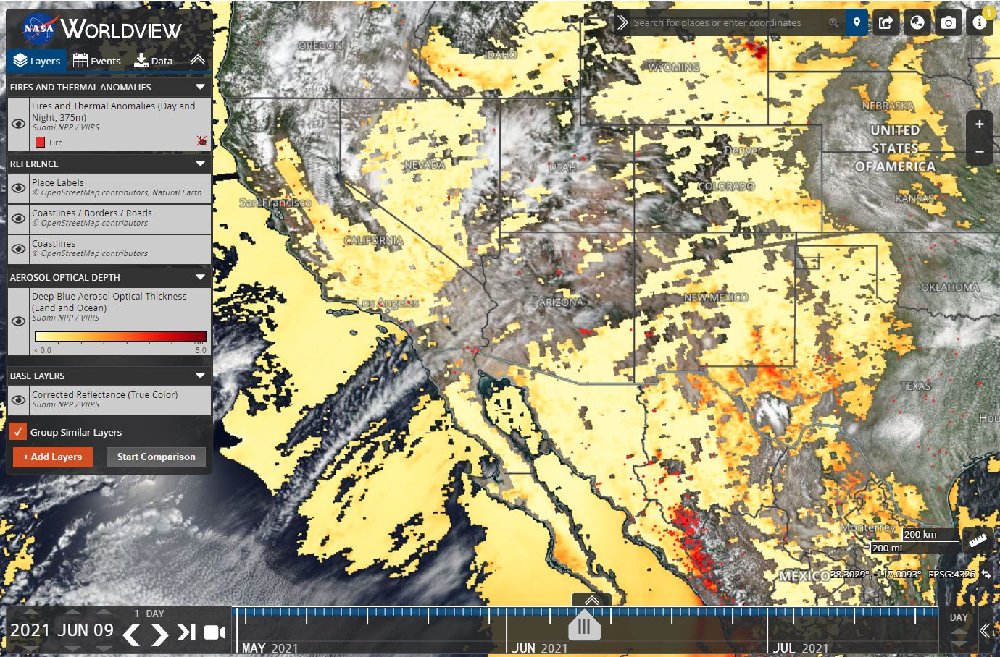 NASA WORLDVIEW
Layers
Events
Data
FIRES AND THERMAL ANOMALIES
Fires and Thermal Anomalies (Day and
Night, 375m)
Suomi NPP / VIIRS
Fire
REFERENCE
Place Labels
© OpenStreetMap contributors, Natural Earth
Coastlines / Borders / Roads
© OpenStreetMap contributors
Coastlines
© OpenStreetMap contributors
AEROSOL OPTICAL DEPTH
Deep Blue Aerosol Optical Thickness
(Land and Ocean)
Suomi NPP / VIIRS
< 0.0
5.0
BASE LAYERS
Corrected Reflectance (True Color)
Suomi NPP / VIIRS
Group Similar Layers
+ Add Layers
Start Comparison
Search for places or enter coordinates
1
OREGON
IDAHO
WYOMING
NEBRASKA
UNITED
STATES
OF AMERICA
NEVADA
UTAH
Denver
COLORADO
KANSAS
San Francisco
CALIFORNIA
Los Angeles
ARIZONA
NEW MEXICO
OKLAHOMA
TEXAS
Hou
Monterrey
MÉXICO
+
−
200 km
200 mi
38.3029°, -117.0093°
EPSG:4326
2021 JUN 09
1 DAY
MAY 2021
JUN 2021
JUL 2021
DAY